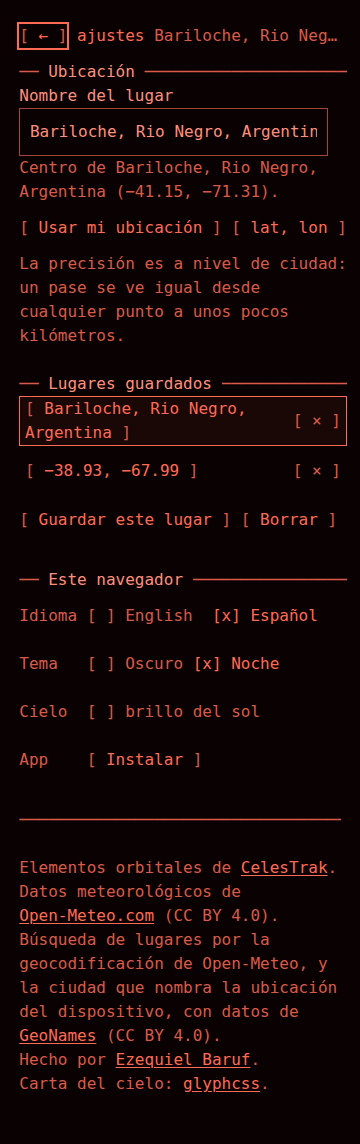 [ ← ] ajustes Bariloche, Rio Neg…
Ubicación
Nombre del lugar
Bariloche, Rio Negro, Argentin
Centro de Bariloche, Rio Negro,
Argentina (−41.15, −71.31).
[ Usar mi ubicación ] [ lat, lon ]
La precisión es a nivel de ciudad:
un pase se ve igual desde
cualquier punto a unos pocos
kilómetros.
Lugares guardados
[ Bariloche, Rio Negro,
Argentina ] [ × ]
[ −38.93, −67.99 ] [ × ]
[ Guardar este lugar ] [ Borrar ]
Este navegador
Idioma [ ] English [x] Español
Tema [ ] Oscuro [x] Noche
Cielo [ ] brillo del sol
App [ Instalar ]
Elementos orbitales de CelesTrak.
Datos meteorológicos de
Open-Meteo.com (CC BY 4.0).
Búsqueda de lugares por la
geocodificación de Open-Meteo, y
la ciudad que nombra la ubicación
del dispositivo, con datos de
GeoNames (CC BY 4.0).
Hecho por Ezequiel Baruf.
Carta del cielo: glyphcss.